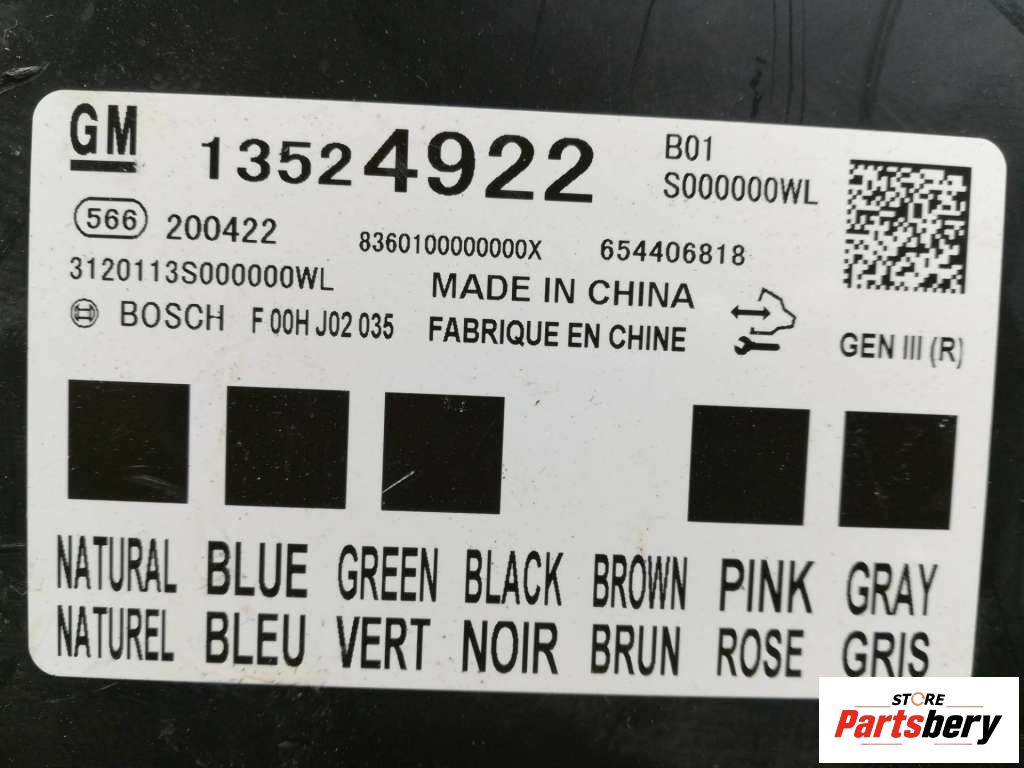 GM 13524922 B01
S000000WL
566 200422 8360100000000X 654406818
3120113S000000WL MADE IN CHINA
BOSCH F 00H J02 035 FABRIQUE EN CHINE GEN III (R)
NATURAL BLUE GREEN BLACK BROWN PINK GRAY
NATUREL BLEU VERT NOIR BRUN ROSE GRIS
STORE
Partsbery